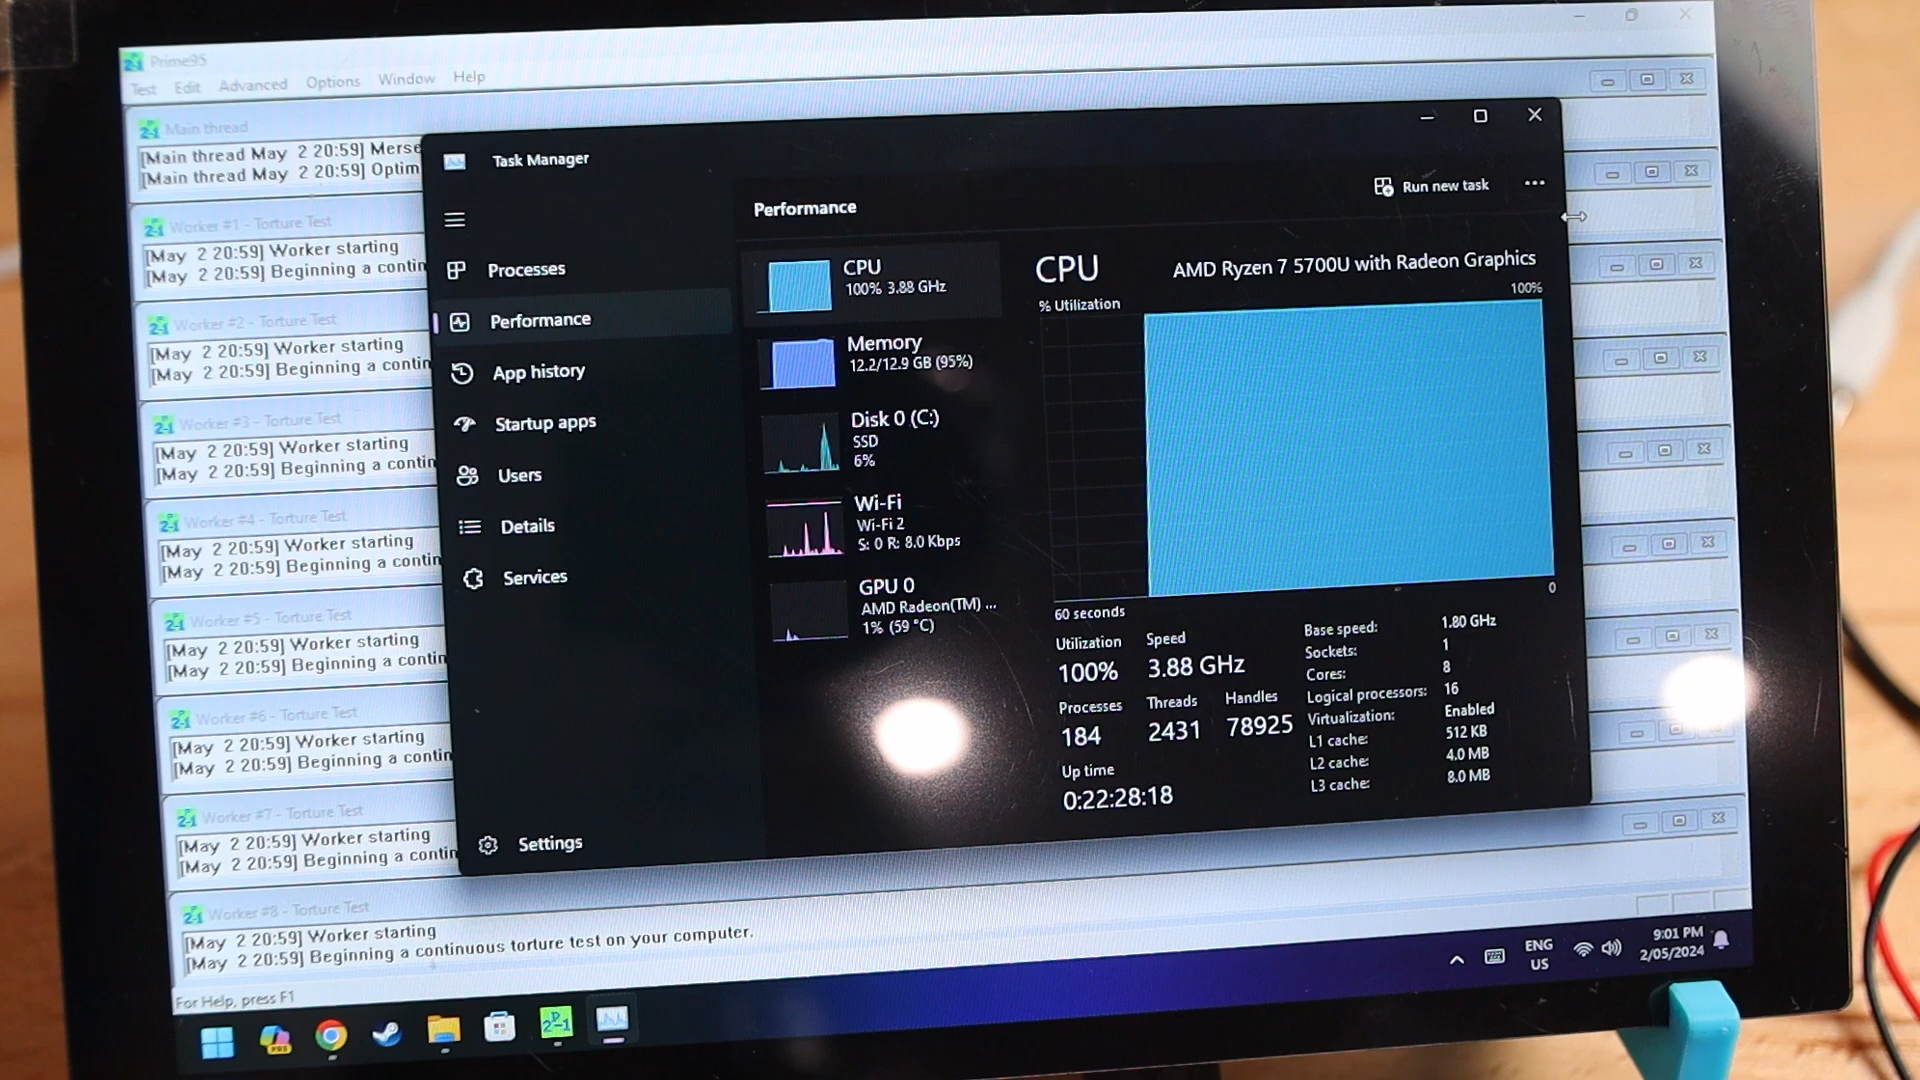 Prime95
Test Edit Advanced Options Window Help
Main thread
[Main thread May 2 20:59] Merse
[Main thread May 2 20:59] Optim
Worker #1 - Torture Test
[May 2 20:59] Worker starting
[May 2 20:59] Beginning a contin
Worker #2 - Torture Test
[May 2 20:59] Worker starting
[May 2 20:59] Beginning a contin
Worker #3 - Torture Test
[May 2 20:59] Worker starting
[May 2 20:59] Beginning a contin
Worker #4 - Torture Test
[May 2 20:59] Worker starting
[May 2 20:59] Beginning a contin
Worker #5 - Torture Test
[May 2 20:59] Worker starting
[May 2 20:59] Beginning a contin
Worker #6 - Torture Test
[May 2 20:59] Worker starting
[May 2 20:59] Beginning a contin
Worker #7 - Torture Test
[May 2 20:59] Worker starting
[May 2 20:59] Beginning a contin
Worker #8 - Torture Test
[May 2 20:59] Worker starting
[May 2 20:59] Beginning a continuous torture test on your computer.
For Help, press F1
Task Manager
Processes
Performance
App history
Startup apps
Users
Details
Services
Settings
Performance
Run new task
CPU
100% 3.88 GHz
Memory
12.2/12.9 GB (95%)
Disk 0 (C:)
SSD
6%
Wi-Fi
Wi-Fi 2
S: 0 R: 8.0 Kbps
GPU 0
AMD Radeon(TM) ...
1% (59 °C)
CPU
AMD Ryzen 7 5700U with Radeon Graphics
% Utilization
100%
60 seconds
0
Utilization
100%
Speed
3.88 GHz
Processes
184
Threads
2431
Handles
78925
Up time
0:22:28:18
Base speed: 1.80 GHz
Sockets: 1
Cores: 8
Logical processors: 16
Virtualization: Enabled
L1 cache: 512 KB
L2 cache: 4.0 MB
L3 cache: 8.0 MB
PRE
P
2-1
ENG
US
9:01 PM
2/05/2024